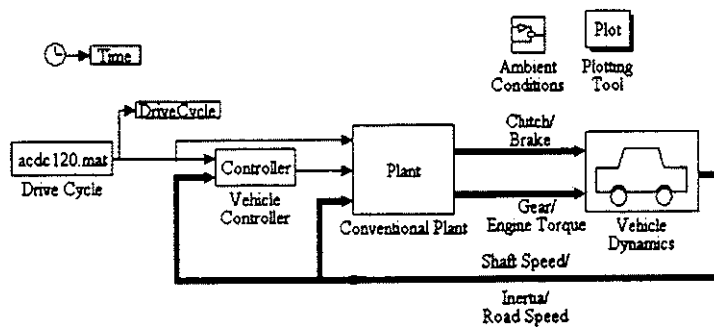 Plot
Time
Ambient
Conditions
Plotting
Tool
DriveCycle
Clutch/
Brake
acdc120.mat
Drive Cycle
Controller
Vehicle
Controller
Plant
Conventional Plant
Gear/
Engine Torque
Vehicle
Dynamics
Shaft Speed/
Inertia/
Road Speed